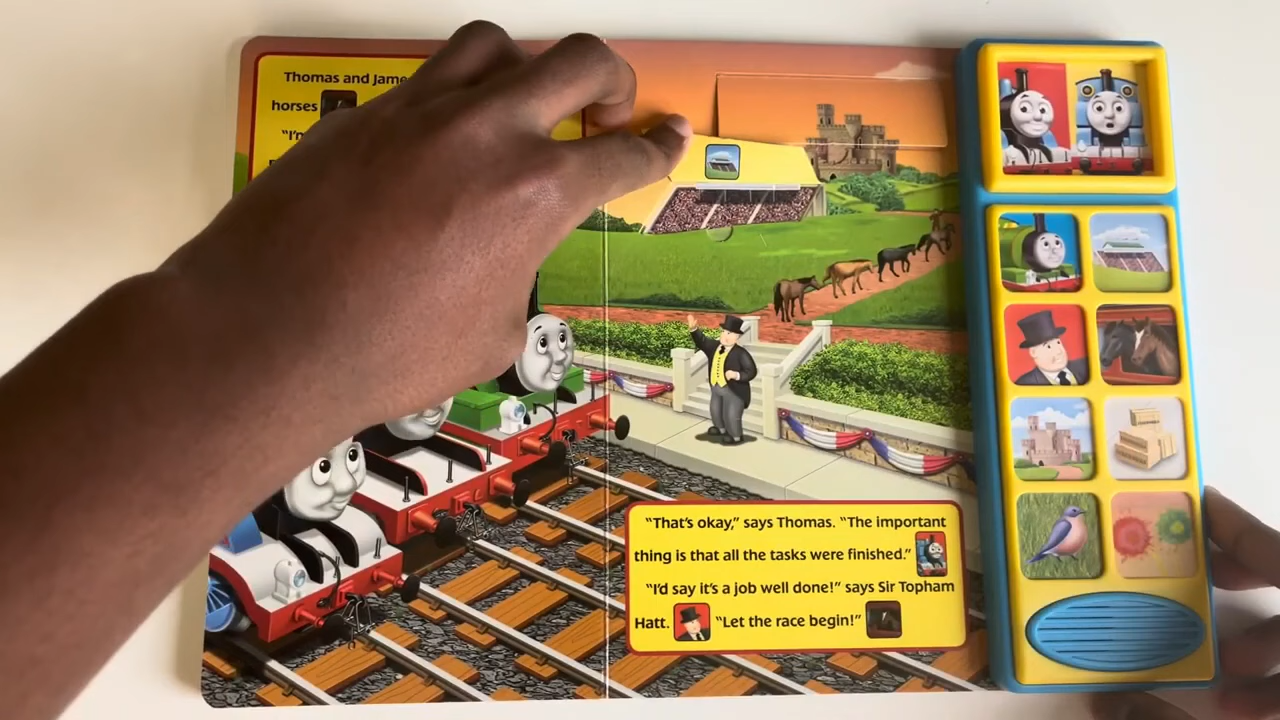 Thomas and Jame
horses
"I'm
"That's okay," says Thomas. "The important
thing is that all the tasks were finished."
"I'd say it's a job well done!" says Sir Topham
Hatt. "Let the race begin!"